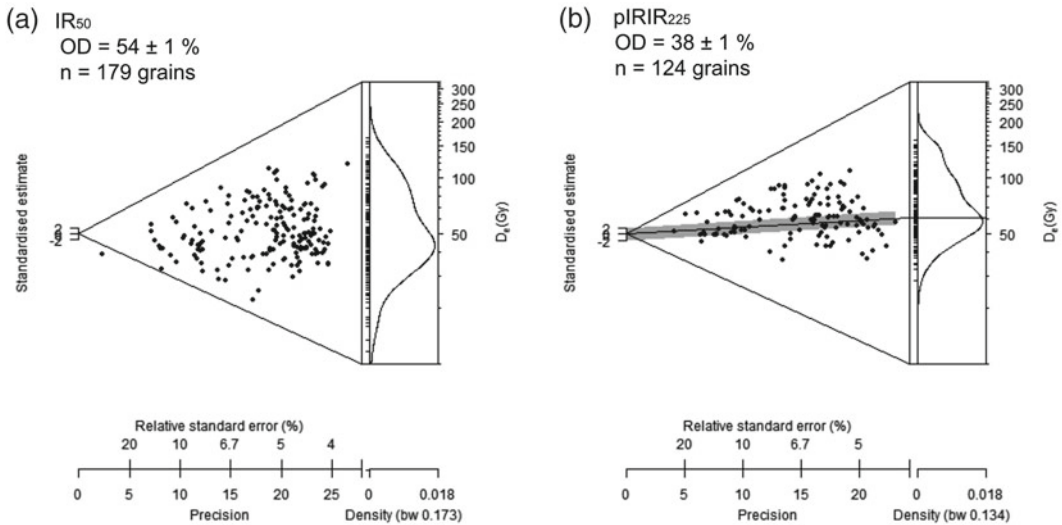 (a) IR50
OD = 54 ± 1 %
n = 179 grains
Standardised estimate
2
-2
300
250
200
150
100
50
De(Gy)
Relative standard error (%)
20 10 6.7 5 4
0 5 10 15 20 25
Precision
0 0.018
Density (bw 0.173)
(b) pIRIR225
OD = 38 ± 1 %
n = 124 grains
Standardised estimate
2
-2
300
250
200
150
100
50
De(Gy)
Relative standard error (%)
20 10 6.7 5
0 5 10 15 20
Precision
0 0.018
Density (bw 0.134)